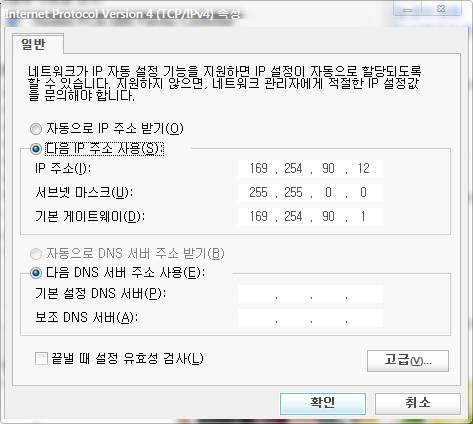 Internet Protocol Version 4 (TCP/IPv4) 속성
일반
네트워크가 IP 자동 설정 기능을 지원하면 IP 설정이 자동으로 할당되도록
할 수 있습니다. 지원하지 않으면, 네트워크 관리자에게 적절한 IP 설정값
을 문의해야 합니다.
자동으로 IP 주소 받기(O)
다음 IP 주소 사용(S):
IP 주소(I): 169 . 254 . 90 . 12
서브넷 마스크(U): 255 . 255 . 0 . 0
기본 게이트웨이(D): 169 . 254 . 90 . 1
자동으로 DNS 서버 주소 받기(B)
다음 DNS 서버 주소 사용(E):
기본 설정 DNS 서버(P): . . .
보조 DNS 서버(A): . . .
끝낼 때 설정 유효성 검사(L)
고급(V)...
확인 취소